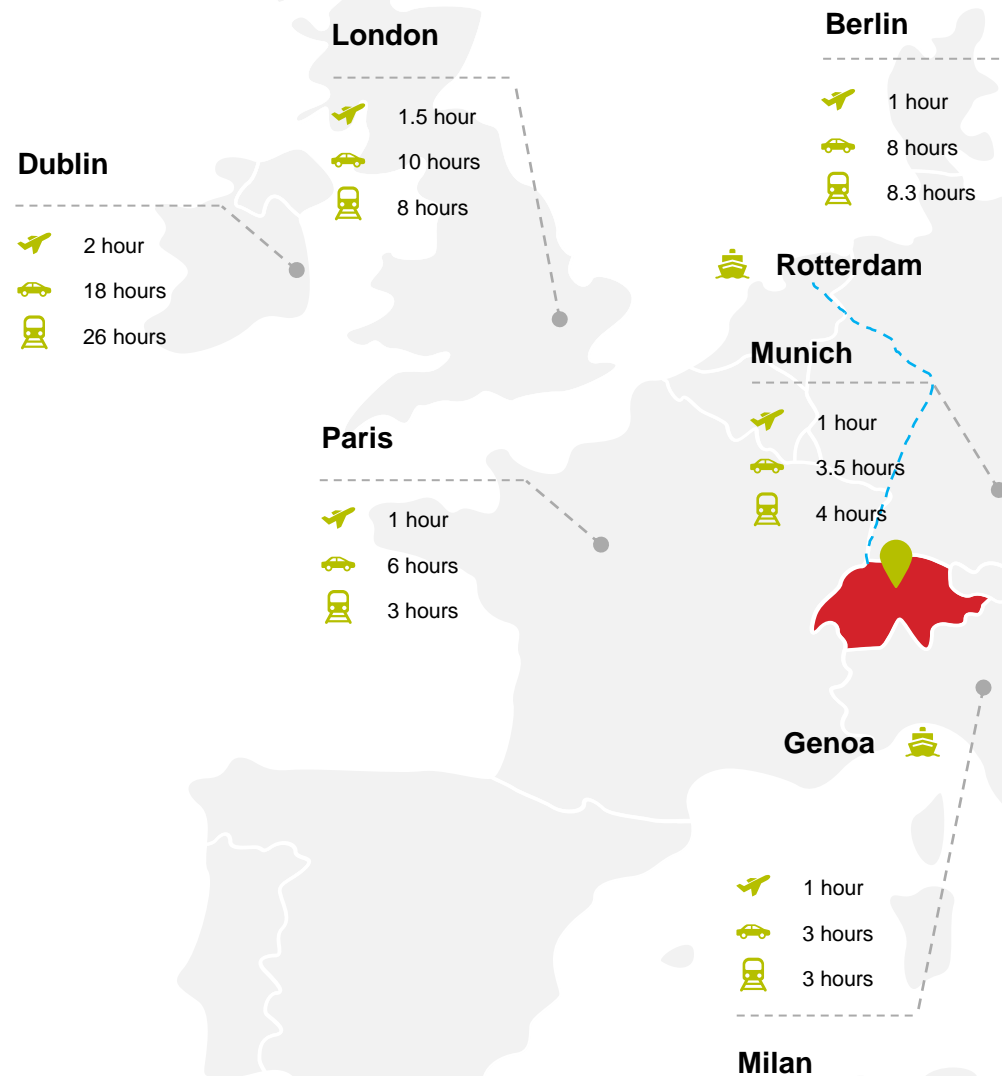 London
1.5 hour
10 hours
8 hours
Berlin
1 hour
8 hours
8.3 hours
Dublin
2 hour
18 hours
26 hours
Rotterdam
Munich
1 hour
3.5 hours
4 hours
Paris
1 hour
6 hours
3 hours
Genoa
1 hour
3 hours
3 hours
Milan